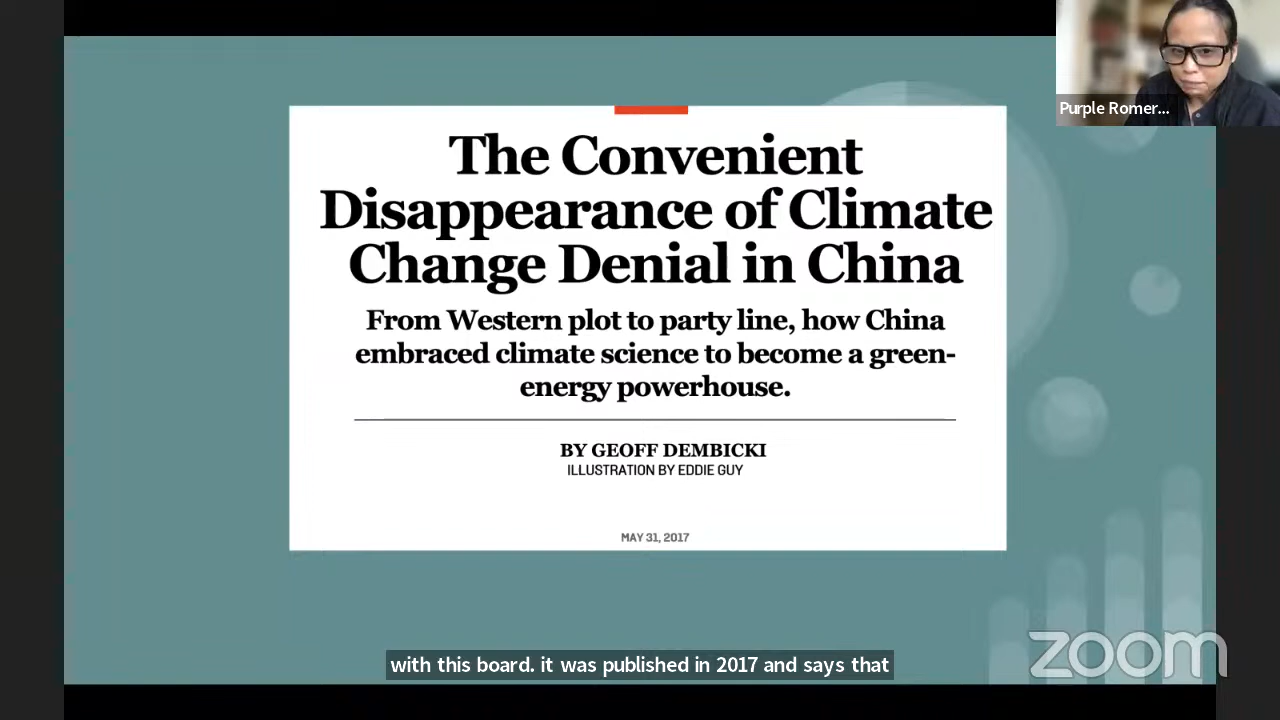 Purple Romer...
The Convenient
Disappearance of Climate
Change Denial in China
From Western plot to party line, how China
embraced climate science to become a green-
energy powerhouse.
BY GEOFF DEMBICKI
ILLUSTRATION BY EDDIE GUY
MAY 31, 2017
with this board. it was published in 2017 and says that
zoom